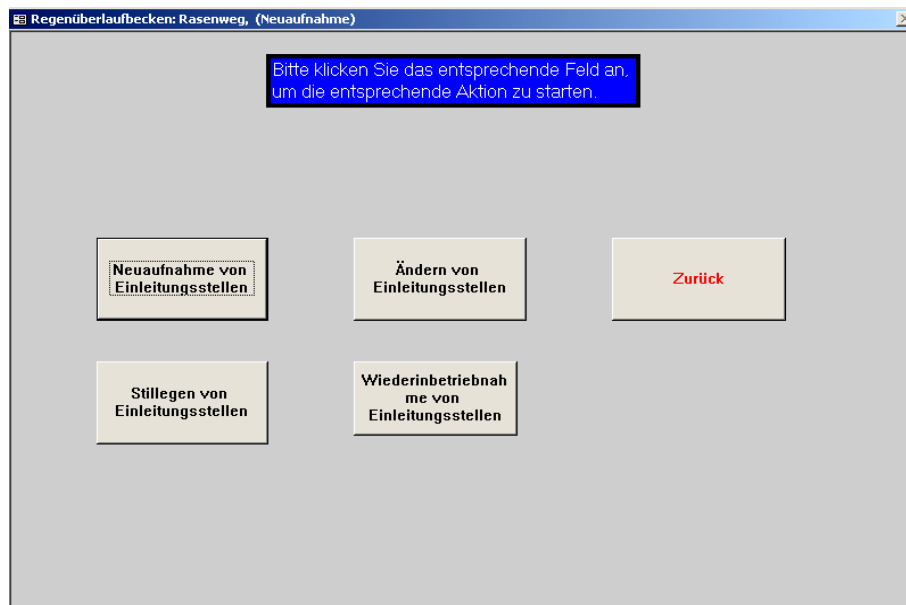 Regenüberlaufbecken: Rasenweg, (Neuaufnahme)
Bitte klicken Sie das entsprechende Feld an,
um die entsprechende Aktion zu starten.
Neuaufnahme von
Einleitungsstellen
Ändern von
Einleitungsstellen
Zurück
Stillegen von
Einleitungsstellen
Wiederinbetriebnah
me von
Einleitungsstellen